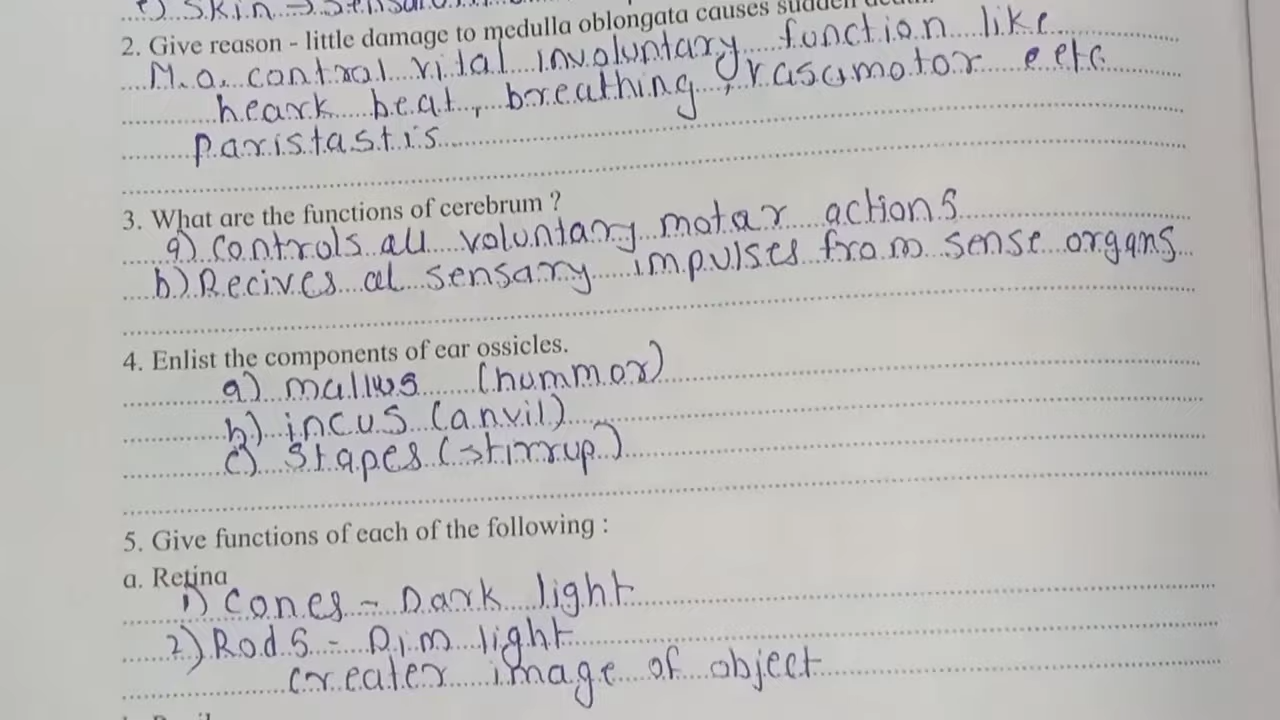 e) Skin →
2. Give reason - little damage to medulla oblongata causes sudden
M.o. control vital involuntary function like
heark beat, breathing, vasomotor e etc
paristastis
3. What are the functions of cerebrum ?
a) controls all voluntary motar actions
b) Recives al sensary impulses from sense organs
4. Enlist the components of ear ossicles.
a) mallus (hummor)
b) incus (anvil)
c) stapes (stirrup)
5. Give functions of each of the following :
a. Retina
1) Cones - Dark light
2) Rods - Dim light
creater image of object